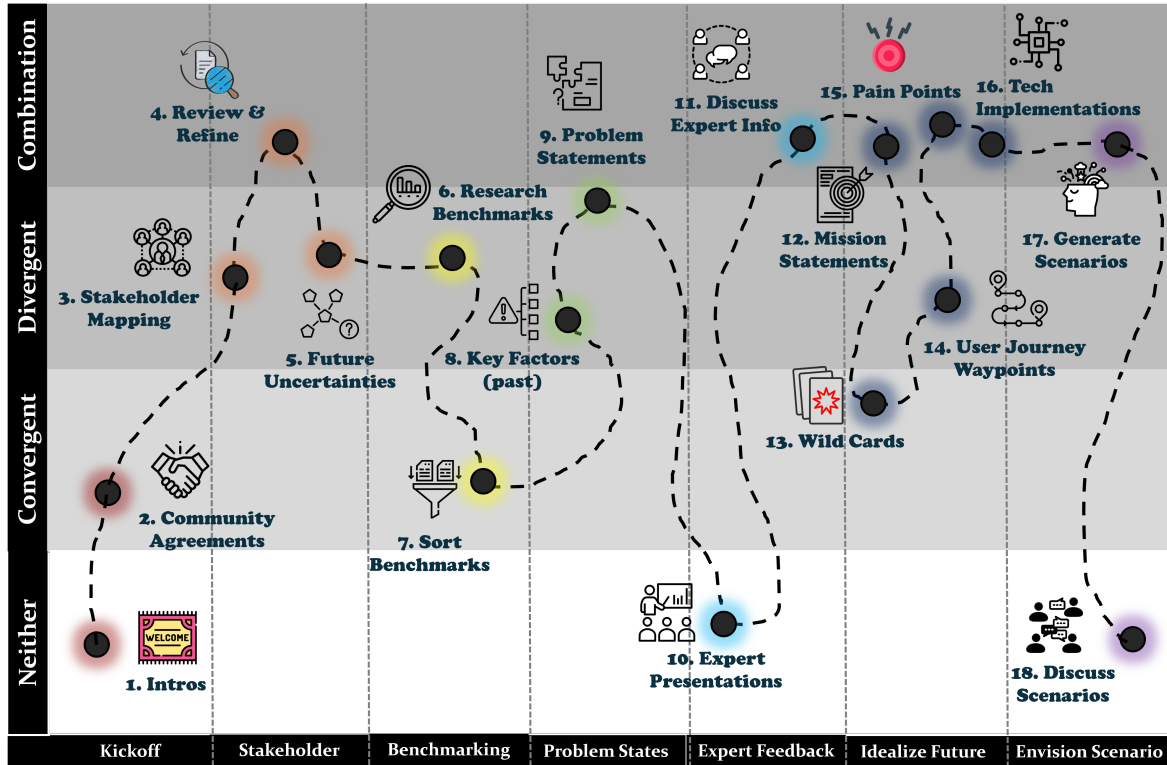 Combination
Divergent
Convergent
Neither
4. Review &
Refine
9. Problem
Statements
11. Discuss
Expert Info
15. Pain Points
16. Tech
Implementations
6. Research
Benchmarks
3. Stakeholder
Mapping
5. Future
Uncertainties
8. Key Factors
(past)
12. Mission
Statements
17. Generate
Scenarios
14. User Journey
Waypoints
13. Wild Cards
2. Community
Agreements
7. Sort
Benchmarks
WELCOME
1. Intros
10. Expert
Presentations
18. Discuss
Scenarios
Kickoff
Stakeholder
Benchmarking
Problem States
Expert Feedback
Idealize Future
Envision Scenario